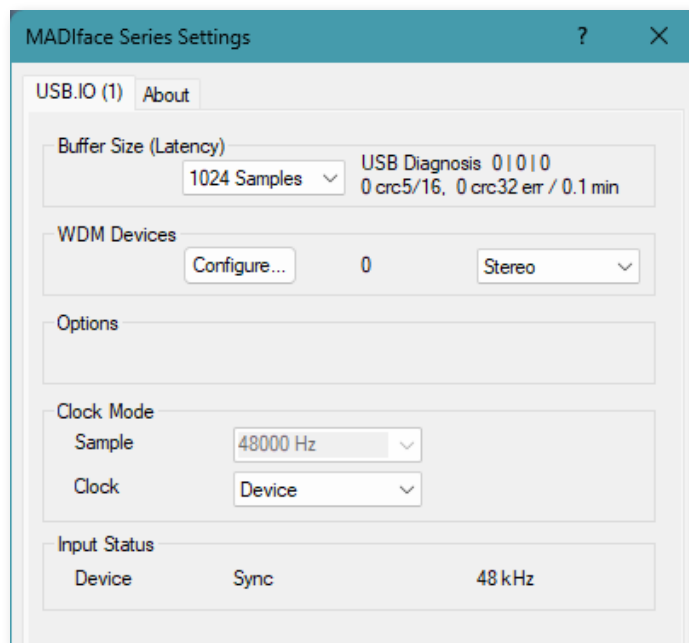 MADIface Series Settings ? ×
USB.IO (1) About
Buffer Size (Latency)
1024 Samples
USB Diagnosis 0 | 0 | 0
0 crc5/16, 0 crc32 err / 0.1 min
WDM Devices
Configure... 0 Stereo
Options
Clock Mode
Sample 48000 Hz
Clock Device
Input Status
Device Sync 48 kHz